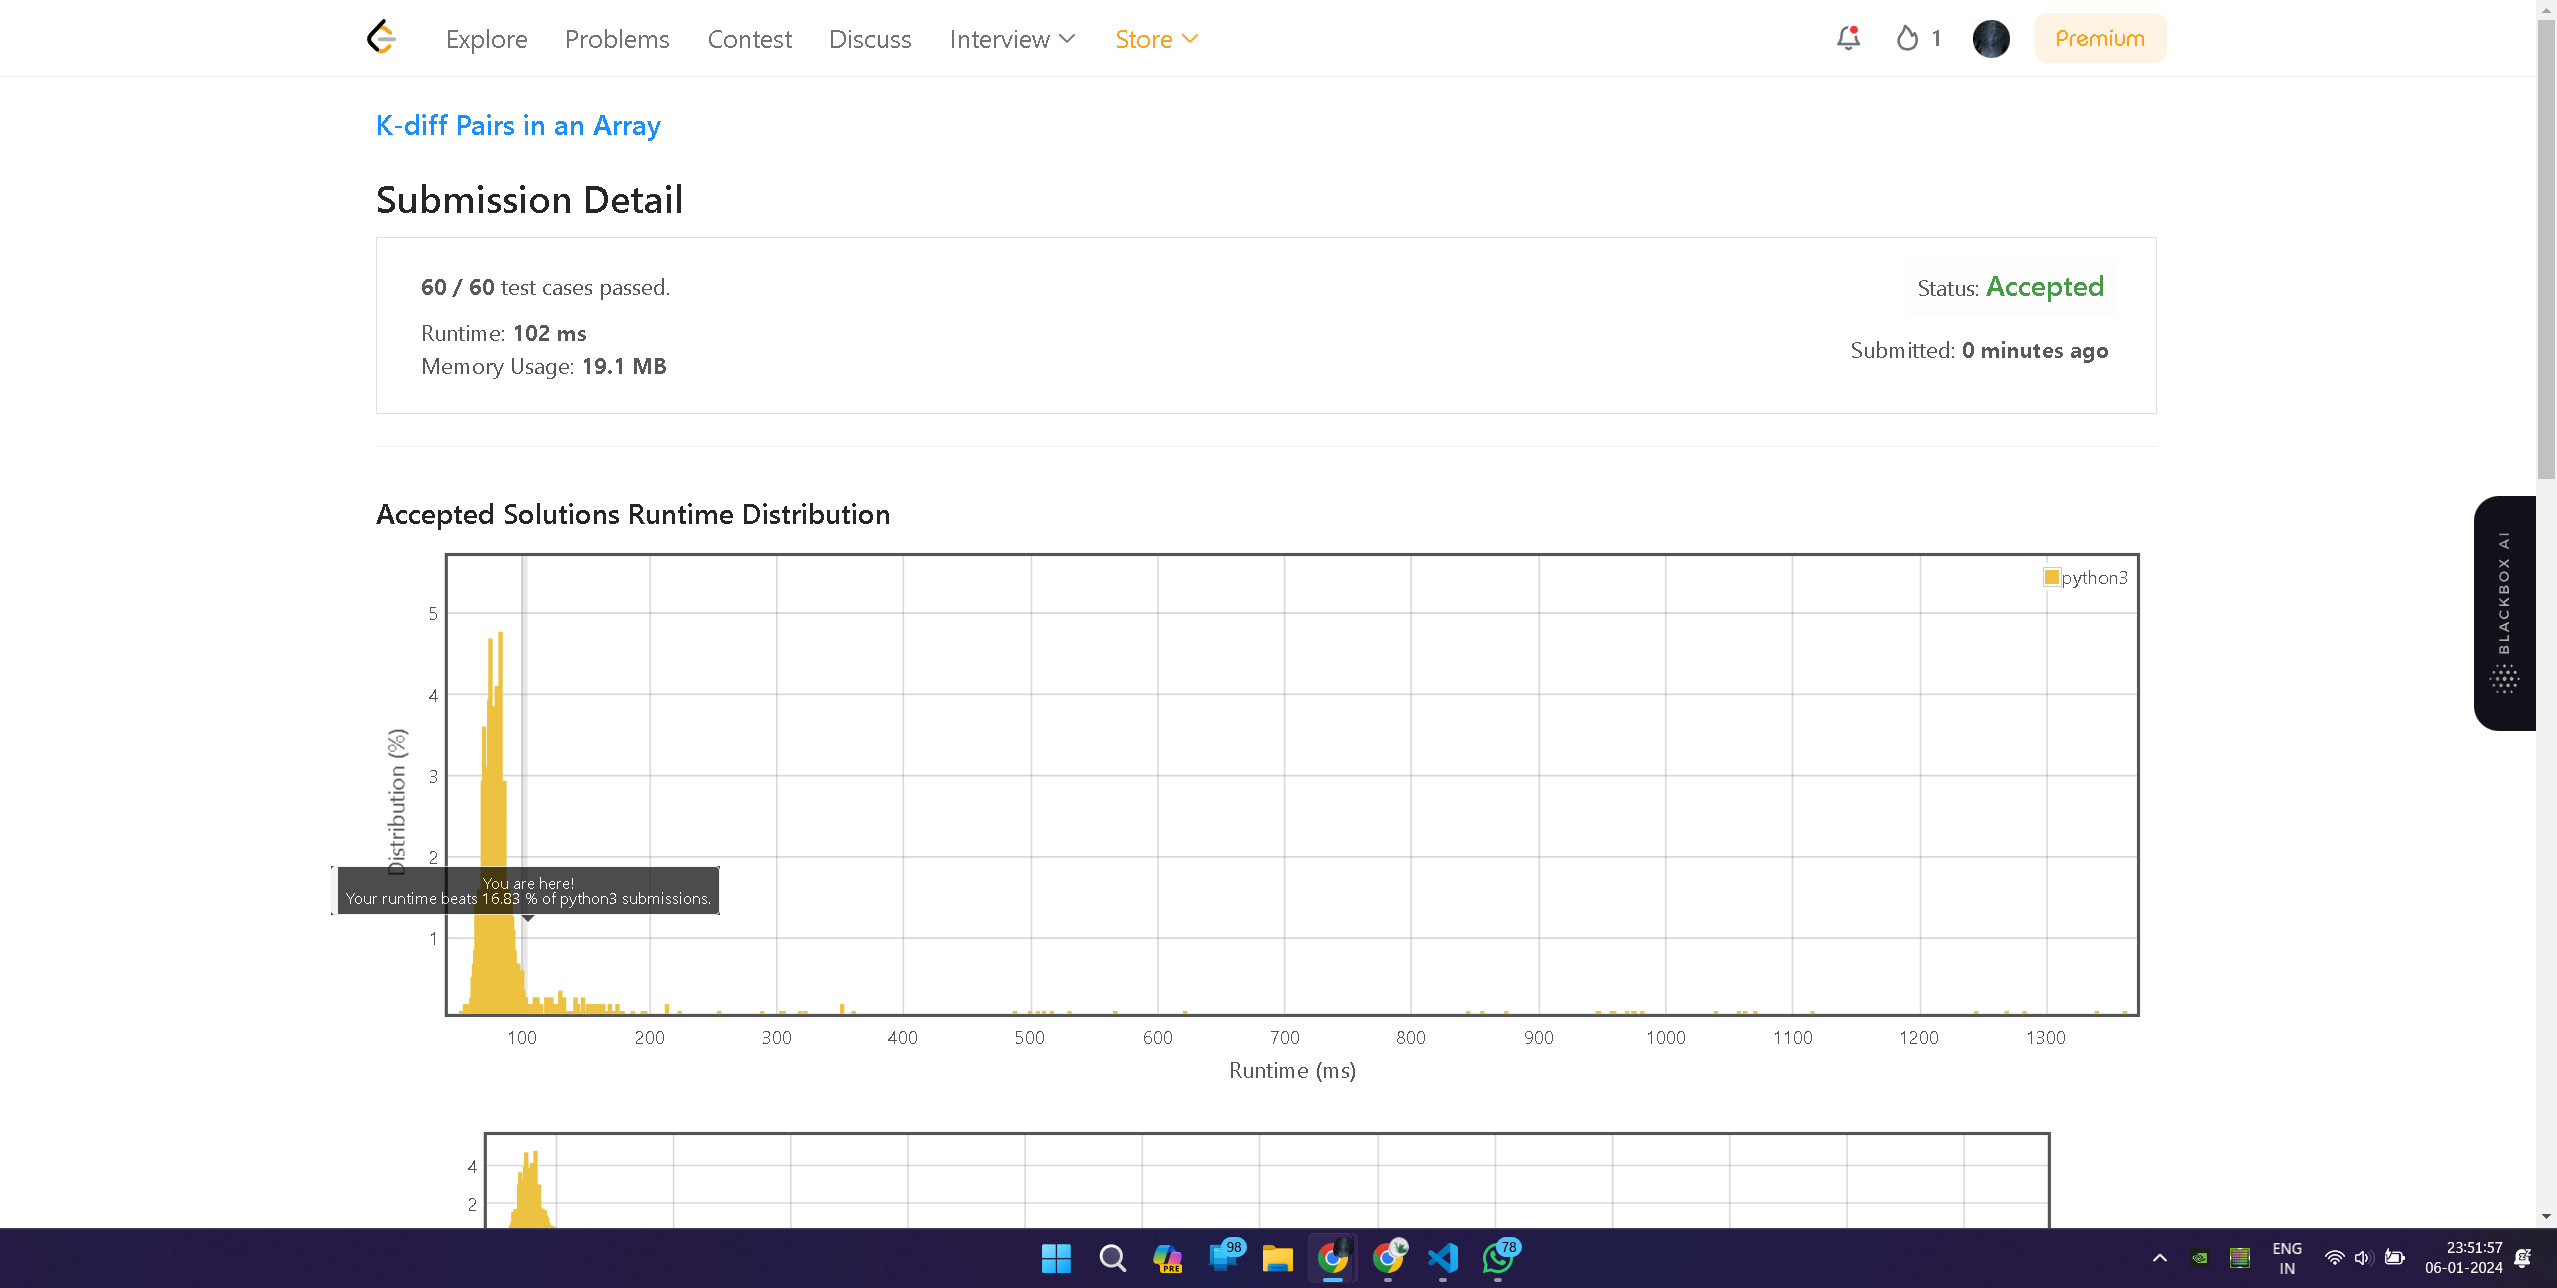 Explore Problems Contest Discuss Interview Store 1 Premium
K-diff Pairs in an Array
Submission Detail
60 / 60 test cases passed.
Status: Accepted
Runtime: 102 ms
Submitted: 0 minutes ago
Memory Usage: 19.1 MB
Accepted Solutions Runtime Distribution
python3
5
4
3
2
1
Distribution (%)
You are here!
Your runtime beats 16.83 % of python3 submissions.
100 200 300 400 500 600 700 800 900 1000 1100 1200 1300
Runtime (ms)
4
2
BLACKBOX AI
PRE
98
78
ENG
IN
23:51:57
06-01-2024